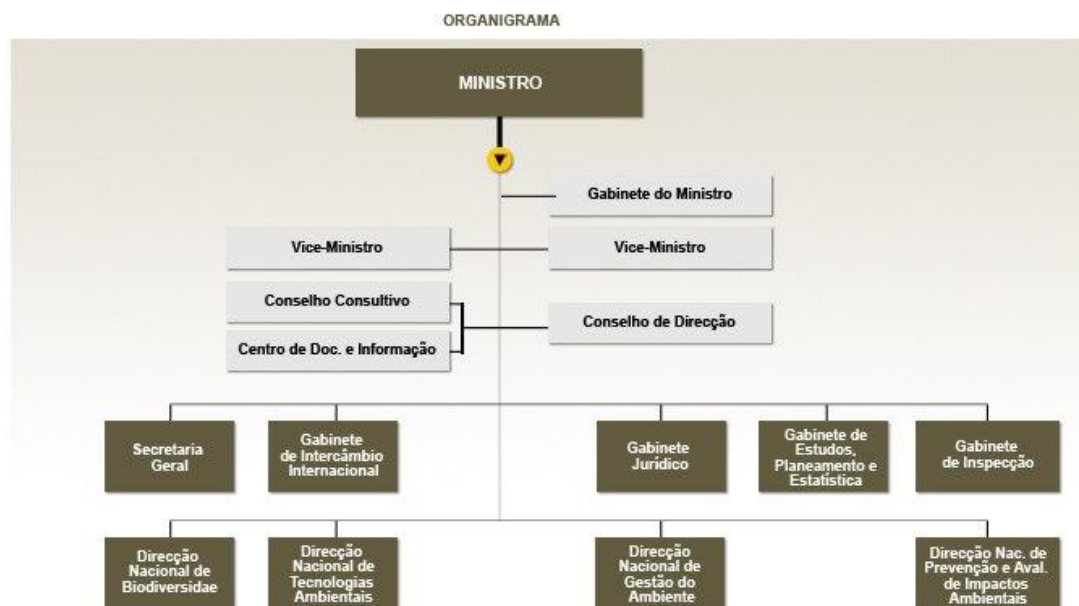 ORGANIGRAMA
MINISTRO
Gabinete do Ministro
Vice-Ministro
Vice-Ministro
Conselho Consultivo
Conselho de Direcção
Centro de Doc. e Informação
Secretaria
Geral
Gabinete
de Intercâmbio
Internacional
Gabinete
Jurídico
Gabinete de
Estudos,
Planeamento e
Estatística
Gabinete
de Inspecção
Direcção
Nacional de
Biodiversidae
Direcção
Nacional de
Tecnologias
Ambientais
Direcção
Nacional de
Gestão do
Ambiente
Direcção Nac. de
Prevenção e Aval.
de Impactos
Ambientais